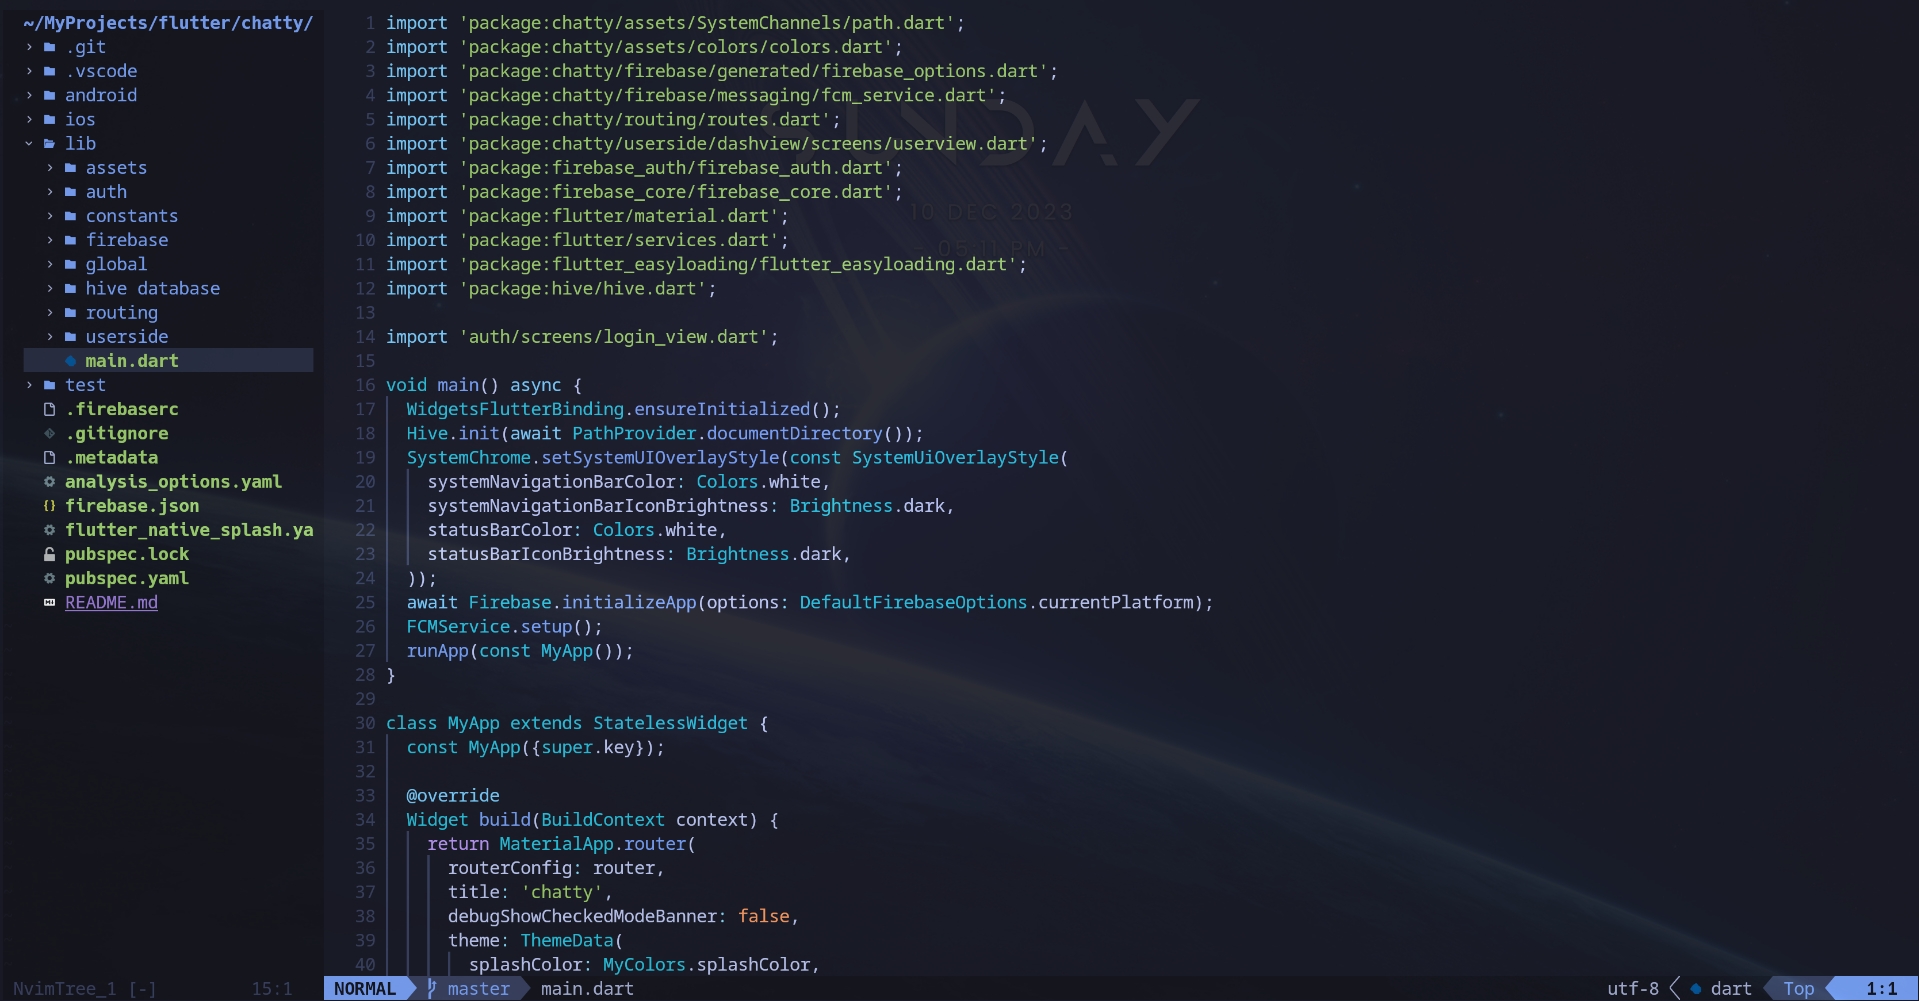 ~/MyProjects/flutter/chatty/
.git
.vscode
android
ios
lib
assets
auth
constants
firebase
global
hive database
routing
userside
main.dart
test
.firebaserc
.gitignore
.metadata
analysis_options.yaml
firebase.json
flutter_native_splash.ya
pubspec.lock
pubspec.yaml
README.md
NvimTree_1 [-] 15:1
1 import 'package:chatty/assets/SystemChannels/path.dart';
2 import 'package:chatty/assets/colors/colors.dart';
3 import 'package:chatty/firebase/generated/firebase_options.dart';
4 import 'package:chatty/firebase/messaging/fcm_service.dart';
5 import 'package:chatty/routing/routes.dart';
6 import 'package:chatty/userside/dashview/screens/userview.dart';
7 import 'package:firebase_auth/firebase_auth.dart';
8 import 'package:firebase_core/firebase_core.dart';
9 import 'package:flutter/material.dart';
10 import 'package:flutter/services.dart';
11 import 'package:flutter_easyloading/flutter_easyloading.dart';
12 import 'package:hive/hive.dart';
13
14 import 'auth/screens/login_view.dart';
15
16 void main() async {
17 WidgetsFlutterBinding.ensureInitialized();
18 Hive.init(await PathProvider.documentDirectory());
19 SystemChrome.setSystemUIOverlayStyle(const SystemUiOverlayStyle(
20 systemNavigationBarColor: Colors.white,
21 systemNavigationBarIconBrightness: Brightness.dark,
22 statusBarColor: Colors.white,
23 statusBarIconBrightness: Brightness.dark,
24 ));
25 await Firebase.initializeApp(options: DefaultFirebaseOptions.currentPlatform);
26 FCMService.setup();
27 runApp(const MyApp());
28 }
29
30 class MyApp extends StatelessWidget {
31 const MyApp({super.key});
32
33 @override
34 Widget build(BuildContext context) {
35 return MaterialApp.router(
36 routerConfig: router,
37 title: 'chatty',
38 debugShowCheckedModeBanner: false,
39 theme: ThemeData(
40 splashColor: MyColors.splashColor,
SUNDAY
10 DEC 2023
- 05:11 PM -
NORMAL master main.dart utf-8 dart Top 1:1